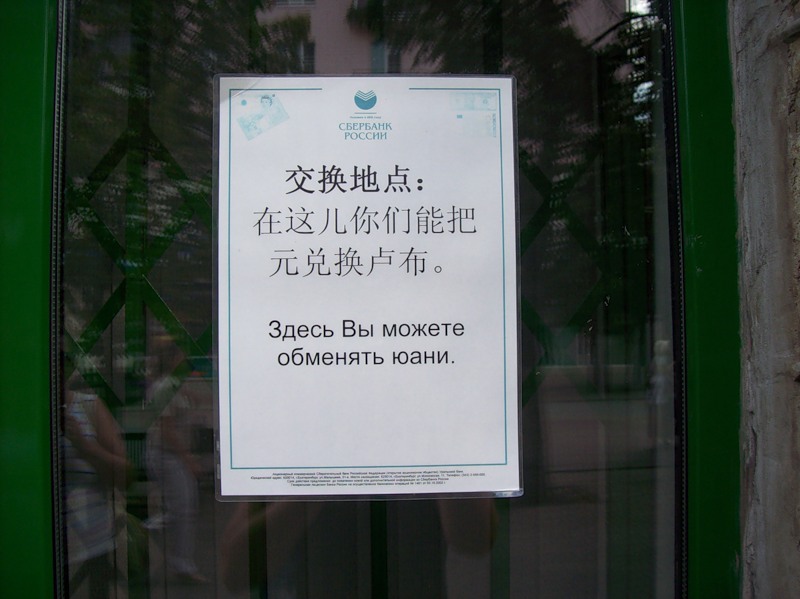 СБЕРБАНК
РОССИИ
交换地点：
在这儿你们能把
元兑换卢布。
Здесь Вы можете
обменять юани.